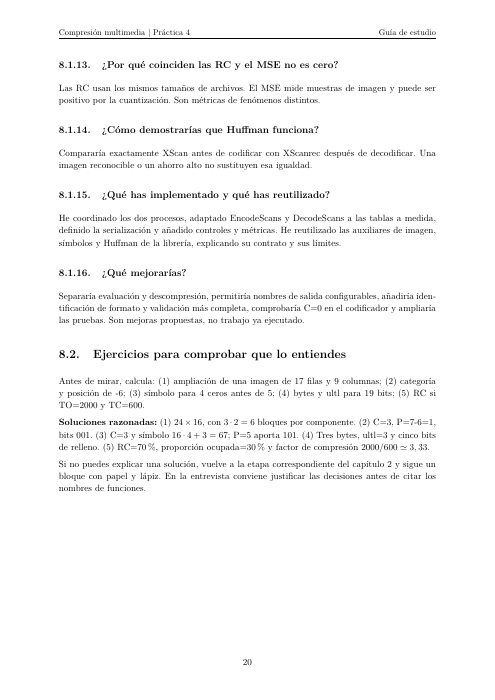 Compresión multimedia | Práctica 4 Guía de estudio
8.1.13. ¿Por qué coinciden las RC y el MSE no es cero?
Las RC usan los mismos tamaños de archivos. El MSE mide muestras de imagen y puede ser
positivo por la cuantización. Son métricas de fenómenos distintos.
8.1.14. ¿Cómo demostrarías que Huffman funciona?
Compararía exactamente XScan antes de codificar con XScanrec después de decodificar. Una
imagen reconocible o un ahorro alto no sustituyen esa igualdad.
8.1.15. ¿Qué has implementado y qué has reutilizado?
He coordinado los dos procesos, adaptado EncodeScans y DecodeScans a las tablas a medida,
definido la serialización y añadido controles y métricas. He reutilizado las auxiliares de imagen,
símbolos y Huffman de la librería, explicando su contrato y sus límites.
8.1.16. ¿Qué mejorarías?
Separaría evaluación y descompresión, permitiría nombres de salida configurables, añadiría iden-
tificación de formato y validación más completa, comprobaría C=0 en el codificador y ampliaría
las pruebas. Son mejoras propuestas, no trabajo ya ejecutado.
8.2. Ejercicios para comprobar que lo entiendes
Antes de mirar, calcula: (1) ampliación de una imagen de 17 filas y 9 columnas; (2) categoría
y posición de -6; (3) símbolo para 4 ceros antes de 5; (4) bytes y ultl para 19 bits; (5) RC si
TO=2000 y TC=600.
Soluciones razonadas: (1) 24 × 16, con 3 · 2 = 6 bloques por componente. (2) C=3, P=7-6=1,
bits 001. (3) C=3 y símbolo 16 · 4 + 3 = 67; P=5 aporta 101. (4) Tres bytes, ultl=3 y cinco bits
de relleno. (5) RC=70 %, proporción ocupada=30 % y factor de compresión 2000/600 ≃ 3,33.
Si no puedes explicar una solución, vuelve a la etapa correspondiente del capítulo 2 y sigue un
bloque con papel y lápiz. En la entrevista conviene justificar las decisiones antes de citar los
nombres de funciones.
20